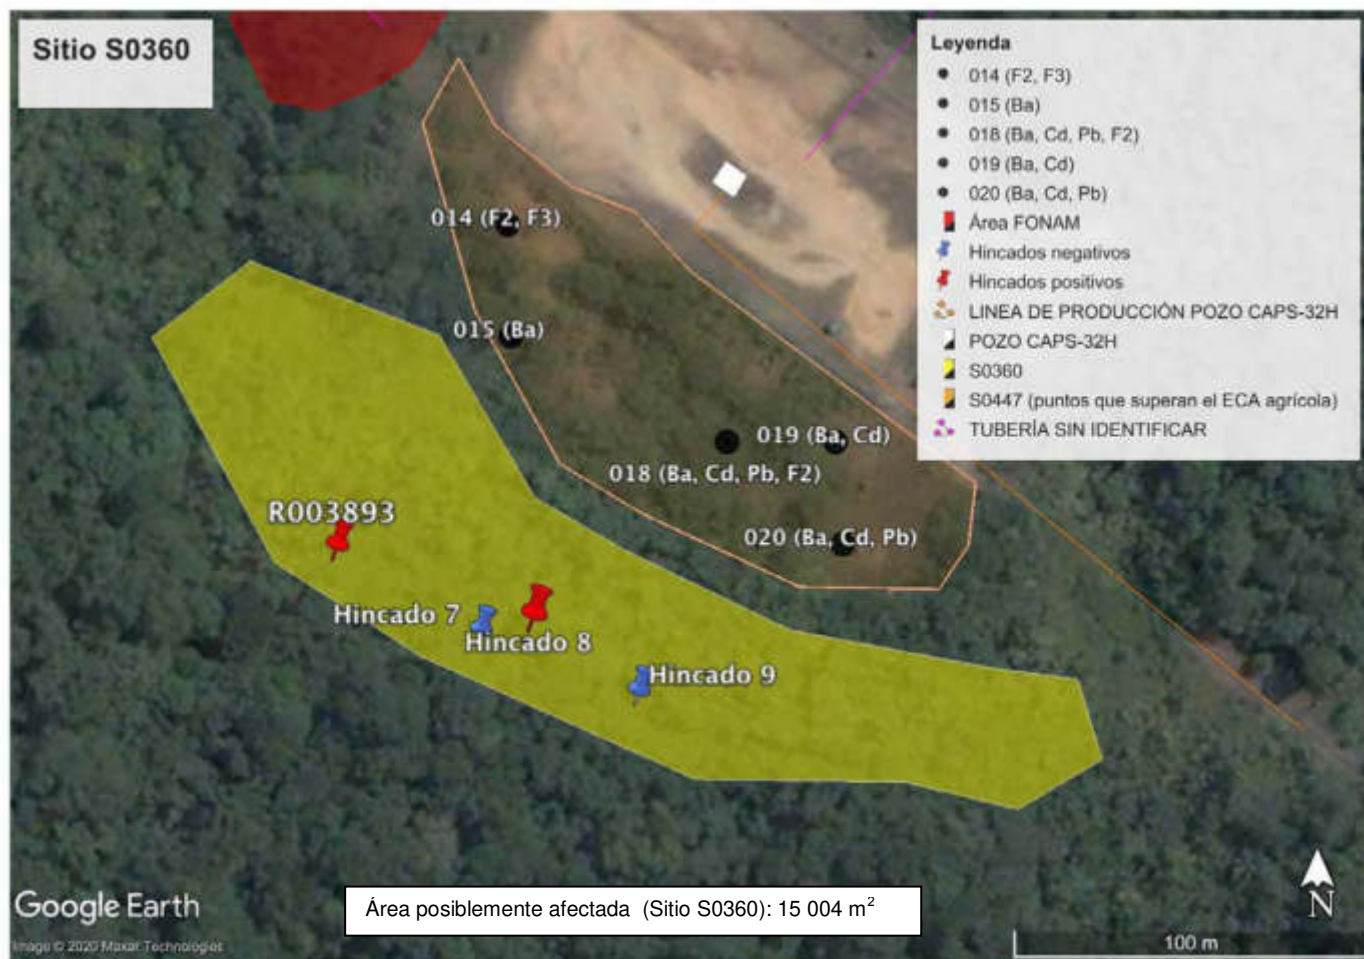 Sitio S0360
Leyenda
014 (F2, F3)
015 (Ba)
018 (Ba, Cd, Pb, F2)
019 (Ba, Cd)
020 (Ba, Cd, Pb)
Área FONAM
Hincados negativos
Hincados positivos
LINEA DE PRODUCCIÓN POZO CAPS-32H
POZO CAPS-32H
S0360
S0447 (puntos que superan el ECA agrícola)
TUBERÍA SIN IDENTIFICAR
014 (F2, F3)
015 (Ba)
019 (Ba, Cd)
018 (Ba, Cd, Pb, F2)
020 (Ba, Cd, Pb)
R003893
Hincado 7
Hincado 8
Hincado 9
Google Earth
Image © 2020 Maxar Technologies
Área posiblemente afectada (Sitio S0360): 15 004 m²
N
100 m